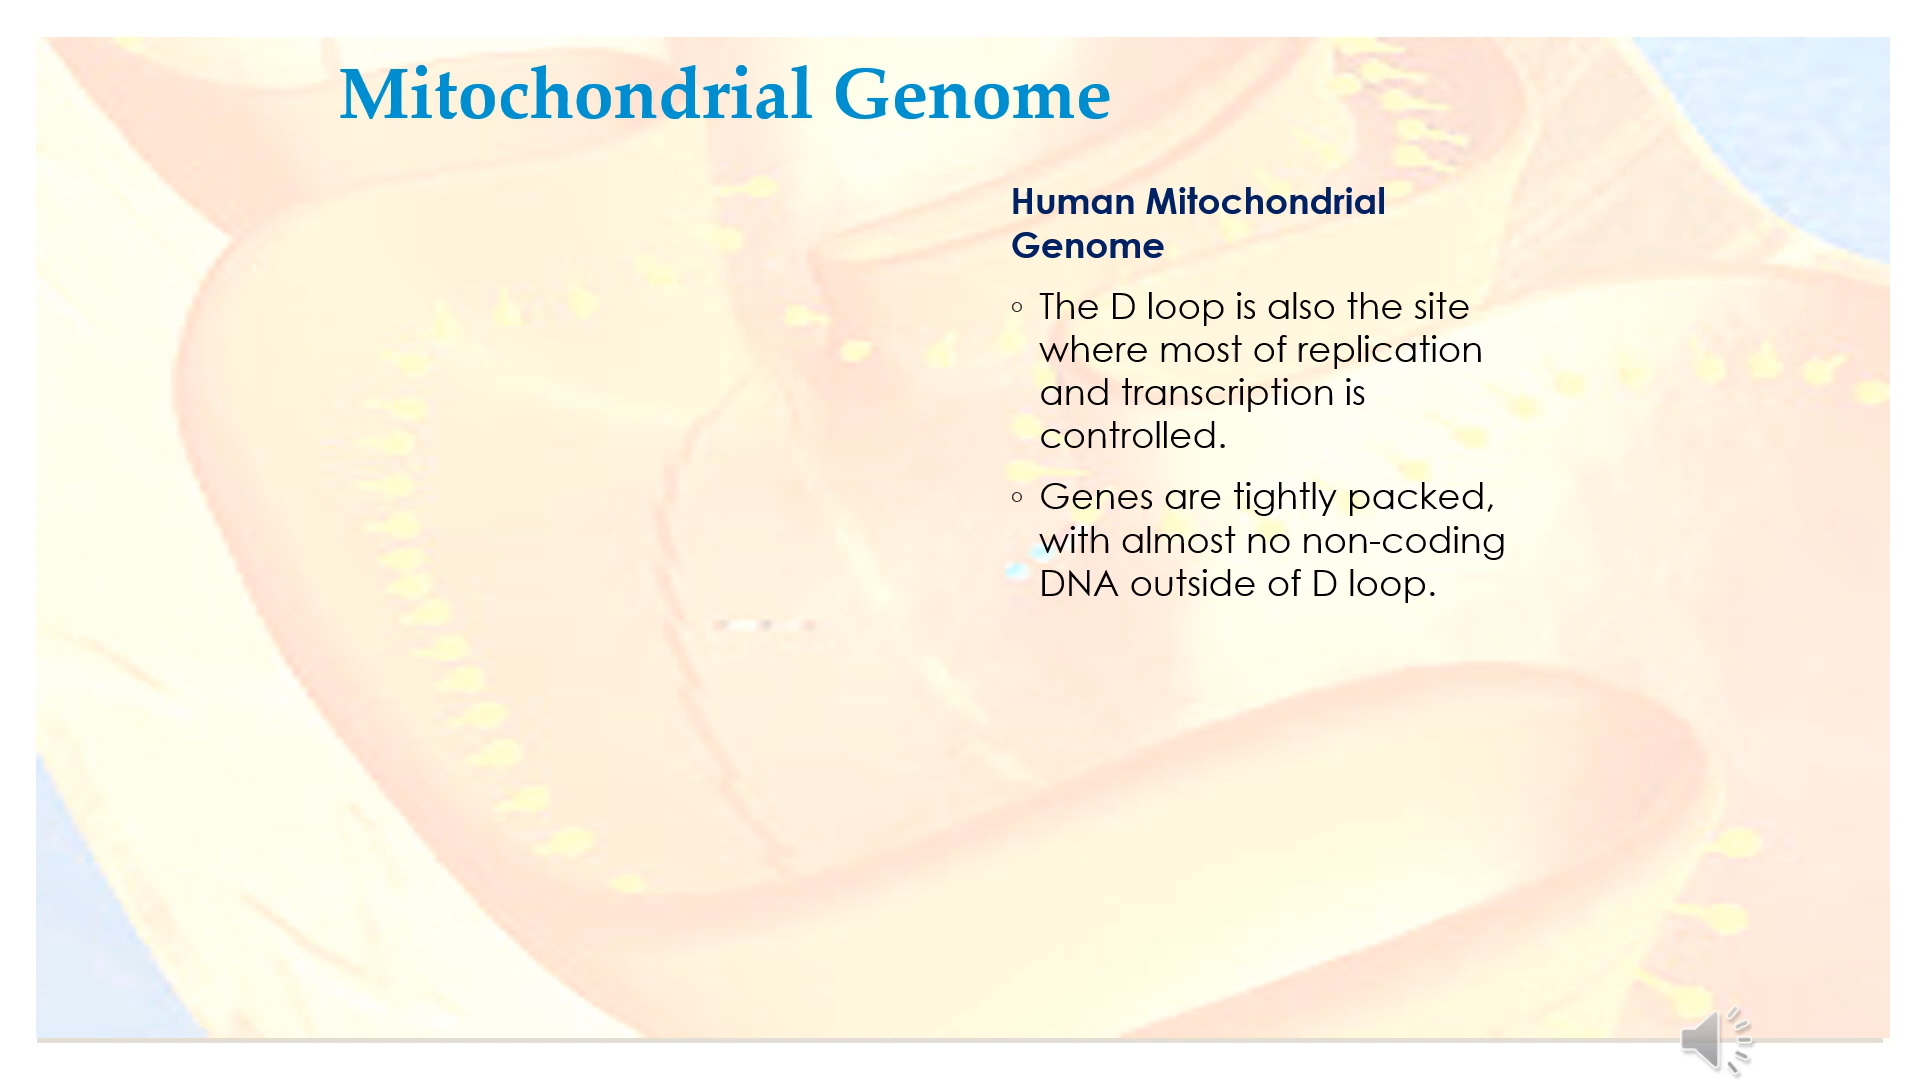 Mitochondrial Genome
Human Mitochondrial
Genome
◦ The D loop is also the site
where most of replication
and transcription is
controlled.
◦ Genes are tightly packed,
with almost no non-coding
DNA outside of D loop.